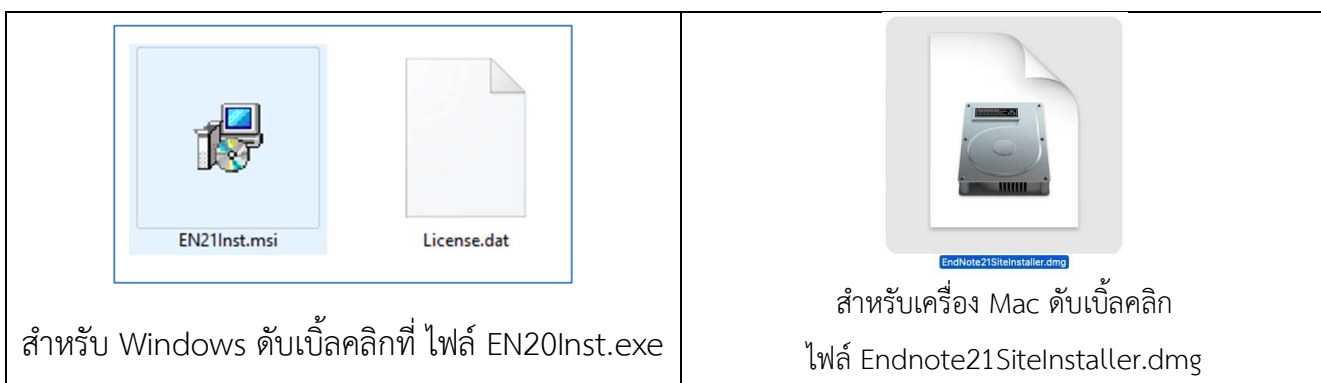 EN21Inst.msi
License.dat
สำหรับ Windows ดับเบิ้ลคลิกที่ ไฟล์ EN20Inst.exe
EndNote21SiteInstaller.dmg
สำหรับเครื่อง Mac ดับเบิ้ลคลิก
ไฟล์ Endnote21SiteInstaller.dmg